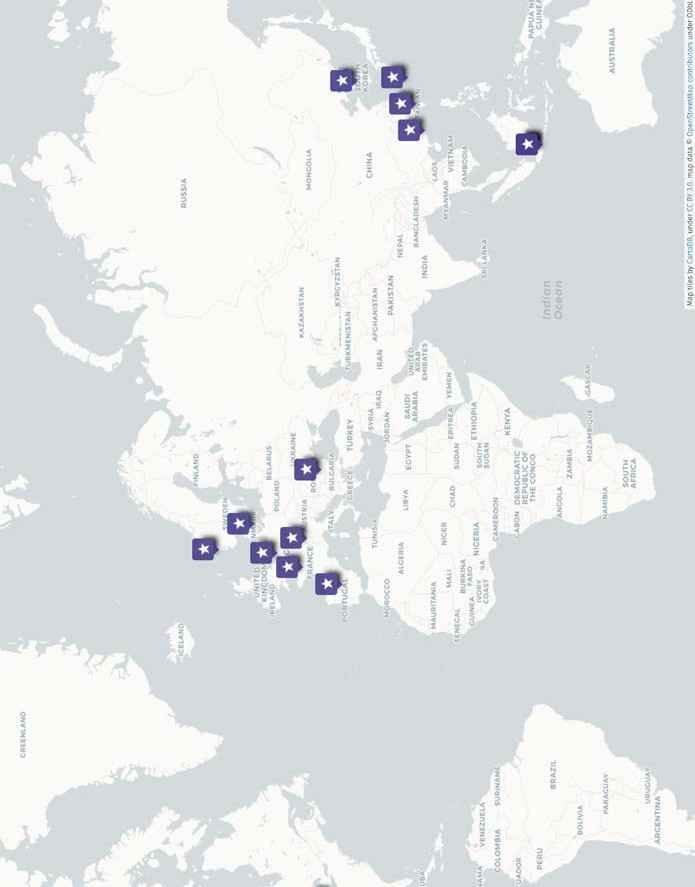 GREENLAND
ICELAND
RUSSIA
FINLAND
SWEDEN
UNITED
KINGDOM
IRELAND
BELARUS
POLAND
UKRAINE
AUSTRIA
FRANCE
ITALY
BULGARIA
GREECE
PORTUGAL
TURKEY
KAZAKHSTAN
MONGOLIA
KYRGYZSTAN
TURKMENISTAN
CHINA
SOUTH
KOREA
SYRIA
IRAQ
IRAN
JORDAN
AFGHANISTAN
PAKISTAN
NEPAL
INDIA
BANGLADESH
MYANMAR
LAOS
VIETNAM
CAMBODIA
SRI LANKA
PAPUA NEW
GUINEA
AUSTRALIA
TUNISIA
MOROCCO
ALGERIA
LIBYA
EGYPT
SAUDI
ARABIA
UNITED
ARAB
EMIRATES
YEMEN
ERITREA
MAURITANIA
MALI
NIGER
CHAD
SUDAN
SENEGAL
GUINEA
BURKINA
FASO
IVORY
COAST
NIGERIA
CAMEROON
SOUTH
SUDAN
ETHIOPIA
KENYA
GABON
DEMOCRATIC
REPUBLIC OF
THE CONGO
ANGOLA
ZAMBIA
MOZAMBIQUE
NAMIBIA
SOUTH
AFRICA
Indian
Ocean
VENEZUELA
COLOMBIA
SURINAME
PERU
BRAZIL
BOLIVIA
PARAGUAY
URUGUAY
ARGENTINA
Map tiles by CartoDB, under CC BY 3.0, map data © OpenStreetMap contributors under ODbL